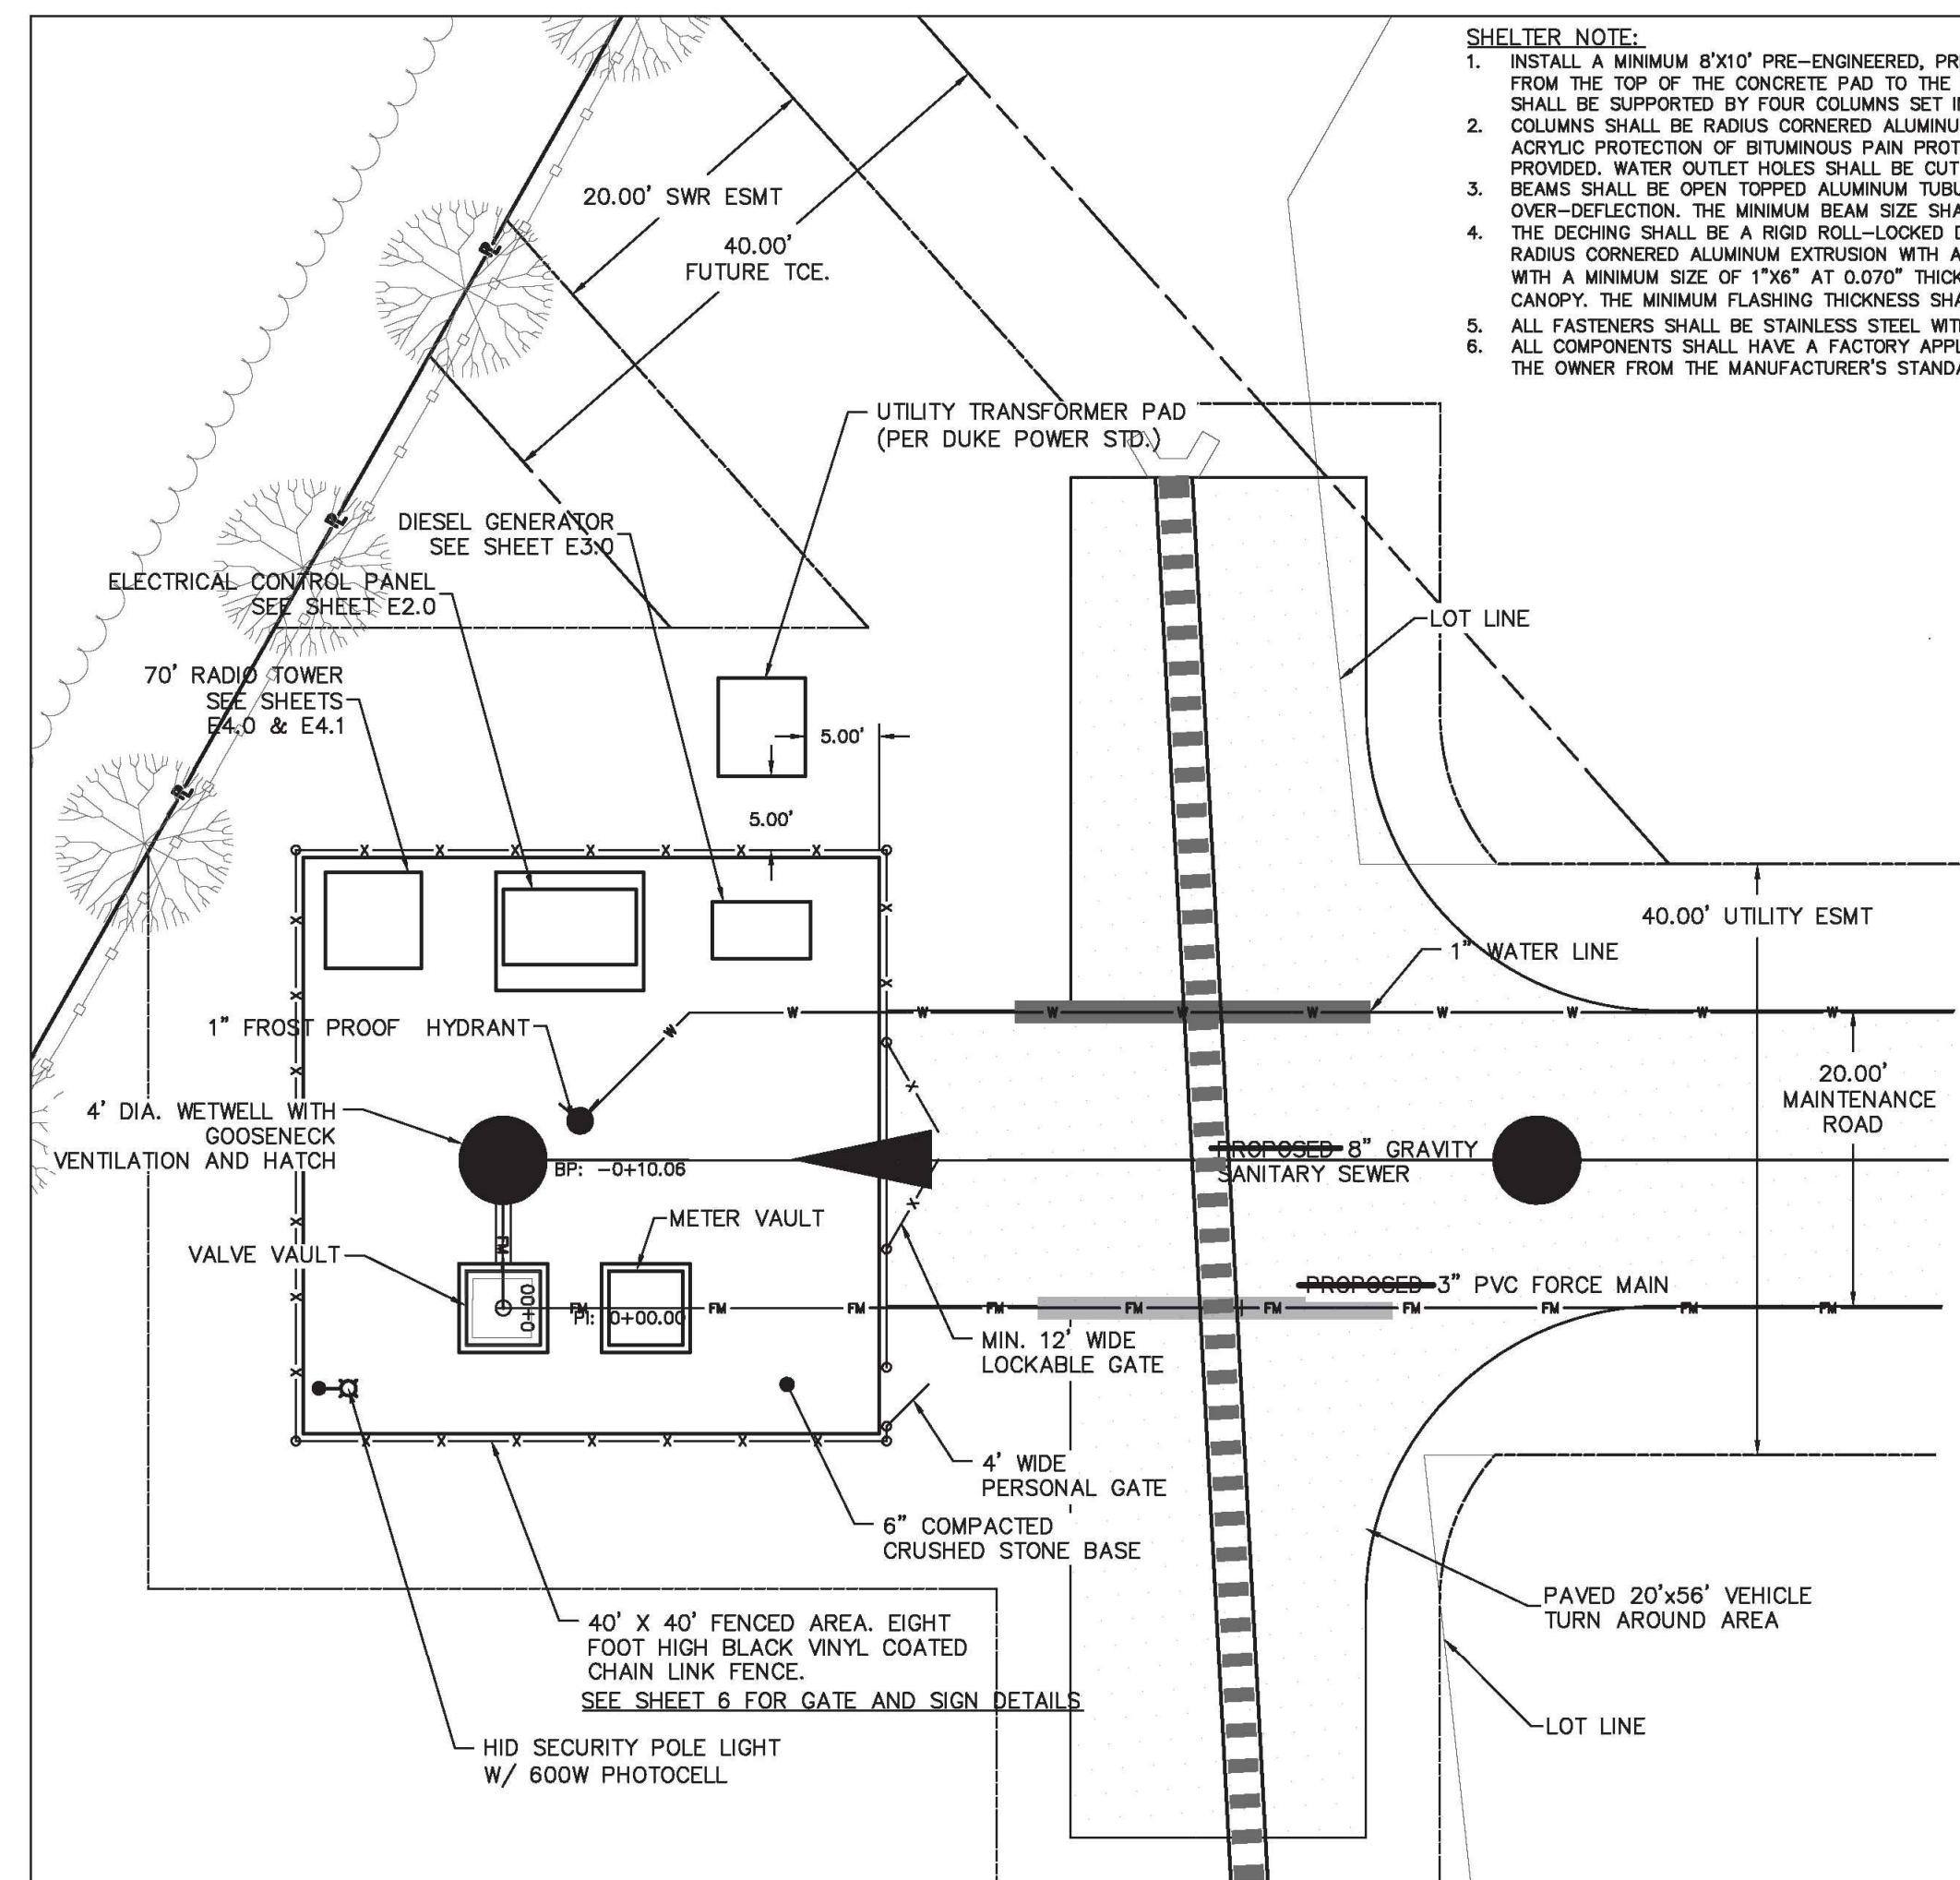 SHELTER NOTE:
1. INSTALL A MINIMUM 8'X10' PRE-ENGINEERED,
FROM THE TOP OF THE CONCRETE PAD TO THE
SHALL BE SUPPORTED BY FOUR COLUMNS SET
2. COLUMNS SHALL BE RADIUS CORNERED
ACRYLIC PROTECTION OF BITUMINOUS PAIN
PROVIDED. WATER OUTLET HOLES SHALL BE CUT
3. BEAMS SHALL BE OPEN TOPPED ALUMINUM
OVER-DEFLECTION. THE MINIMUM BEAM SIZE
4. THE DECHING SHALL BE A RIGID ROLL-LOCKED
RADIUS CORNERED ALUMINUM EXTRUSION WITH A
WITH A MINIMUM SIZE OF 1"X6" AT 0.070"
CANOPY. THE MINIMUM FLASHING THICKNESS
5. ALL FASTENERS SHALL BE STAINLESS STEEL
6. ALL COMPONENTS SHALL HAVE A FACTORY
THE OWNER FROM THE MANUFACTURER'S
20.00' SWR ESMT
40.00'
FUTURE TCE.
UTILITY TRANSFORMER PAD
(PER DUKE POWER STD.)
DIESEL GENERATOR
SEE SHEET E3.0
ELECTRICAL CONTROL PANEL
SEE SHEET E2.0
LOT LINE
70' RADIO TOWER
SEE SHEETS
E4.0 & E4.1
5.00'
5.00'
40.00' UTILITY ESMT
1" WATER LINE
W W W W W W W W W W
1" FROST PROOF HYDRANT
20.00'
MAINTENANCE
ROAD
4' DIA. WETWELL WITH
GOOSENECK
VENTILATION AND HATCH
BP: -0+10.06
PROPOSED 8" GRAVITY
SANITARY SEWER
METER VAULT
VALVE VAULT
FM
0+00
PI: 0+00.00
PROPOSED 3" PVC FORCE MAIN
FM FM FM FM FM FM FM FM FM FM
MIN. 12' WIDE
LOCKABLE GATE
4' WIDE
PERSONAL GATE
6" COMPACTED
CRUSHED STONE BASE
PAVED 20'x56' VEHICLE
TURN AROUND AREA
40' X 40' FENCED AREA. EIGHT
FOOT HIGH BLACK VINYL COATED
CHAIN LINK FENCE.
SEE SHEET 6 FOR GATE AND SIGN DETAILS
LOT LINE
HID SECURITY POLE LIGHT
W/ 600W PHOTOCELL